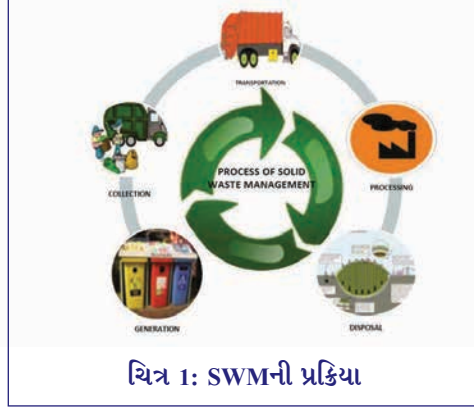 TRANSPORTATION
COLLECTION
PROCESS OF SOLID
WASTE MANAGEMENT
PROCESSING
GENERATION
DISPOSAL
ચિત્ર 1: SWMની પ્રક્રિયા